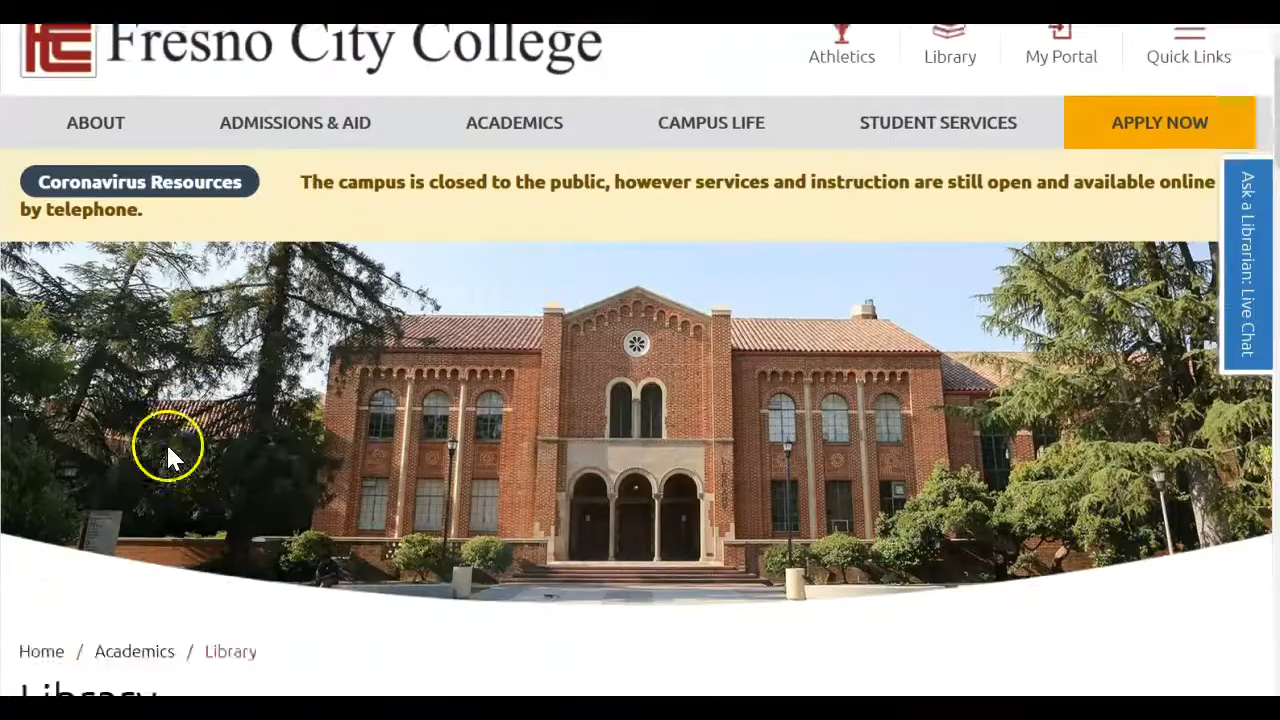 Fresno City College
Athletics
Library
My Portal
Quick Links
ABOUT
ADMISSIONS & AID
ACADEMICS
CAMPUS LIFE
STUDENT SERVICES
APPLY NOW
Coronavirus Resources
The campus is closed to the public, however services and instruction are still open and available online
by telephone.
Ask a Librarian: Live Chat
LIBRARY
Home / Academics / Library
Library